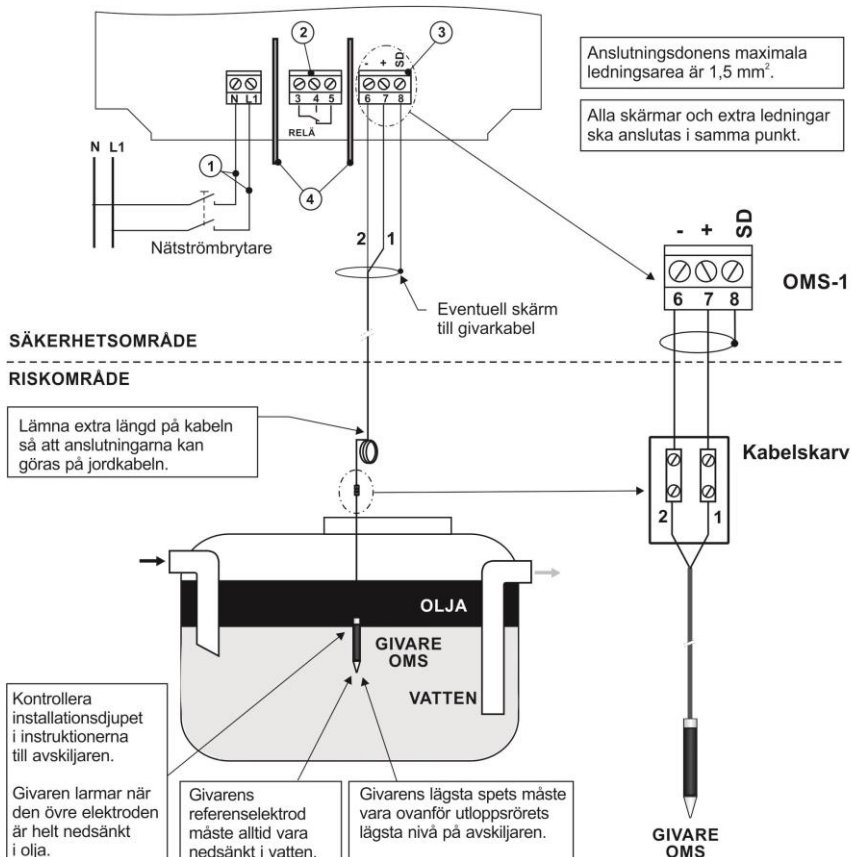 1
2
3
- + SD
N L1
3 4 5
6 7 8
RELÄ
4
N L1
Nätströmbrytare
2 1
Eventuell skärm
till givarkabel
Anslutningsdonens maximala
ledningsarea är 1,5 mm².
Alla skärmar och extra ledningar
ska anslutas i samma punkt.
- + SD
6 7 8
OMS-1
SÄKERHETSOMRÅDE
RISKOMRÅDE
Lämna extra längd på kabeln
så att anslutningarna kan
göras på jordkabeln.
Kabelskarv
2 1
OLJA
GIVARE
OMS
VATTEN
Kontrollera
installationsdjupet
i instruktionerna
till avskiljaren.
Givaren larmar när
den övre elektroden
är helt nedsänkt
i olja.
Givarens
referenselektrod
måste alltid vara
nedsänkt i vatten.
Givarens lägsta spets måste
vara ovanför utloppsrörets
lägsta nivå på avskiljaren.
GIVARE
OMS